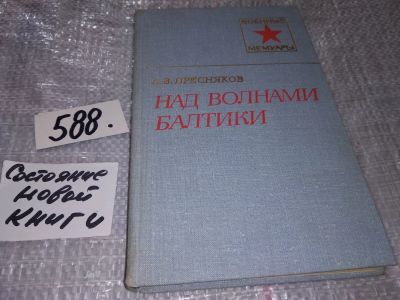 ВОЕННЫЕ
МЕМУАРЫ
А. В. ПРЕСНЯКОВ
НАД ВОЛНАМИ
БАЛТИКИ
588.
Состояние
новой
книги